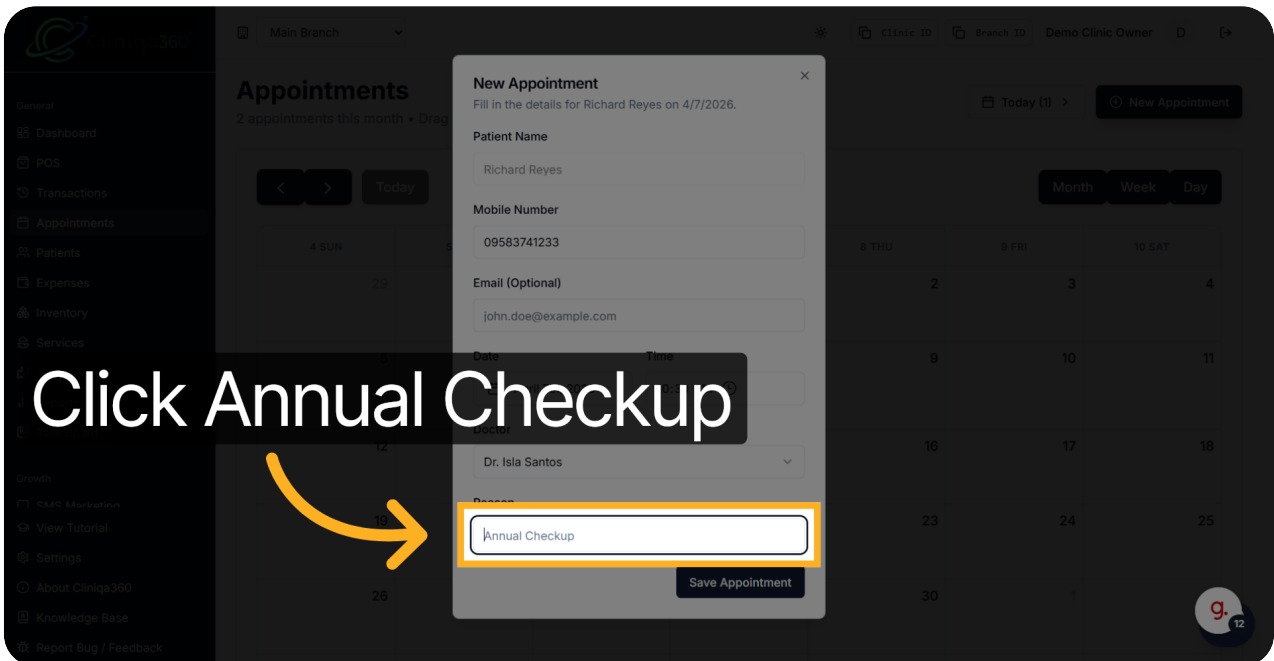 Cliniqa360
Main Branch
Clinic ID
Branch ID
Demo Clinic Owner
D
General
Dashboard
POS
Transactions
Appointments
Patients
Expenses
Inventory
Services
Growth
SMS Marketing
View Tutorial
Settings
About Cliniqa360
Knowledge Base
Report Bug / Feedback
Appointments
2 appointments this month • Drag
Today (1)
New Appointment
Today
Month
Week
Day
4 SUN
8 THU
9 FRI
10 SAT
29
2
3
4
9
10
11
12
16
17
18
19
23
24
25
26
30
1
New Appointment
Fill in the details for Richard Reyes on 4/7/2026.
Patient Name
Richard Reyes
Mobile Number
09583741233
Email (Optional)
john.doe@example.com
Date
Time
Click Annual Checkup
Doctor
Dr. Isla Santos
Reason
Annual Checkup
Save Appointment
g.
12